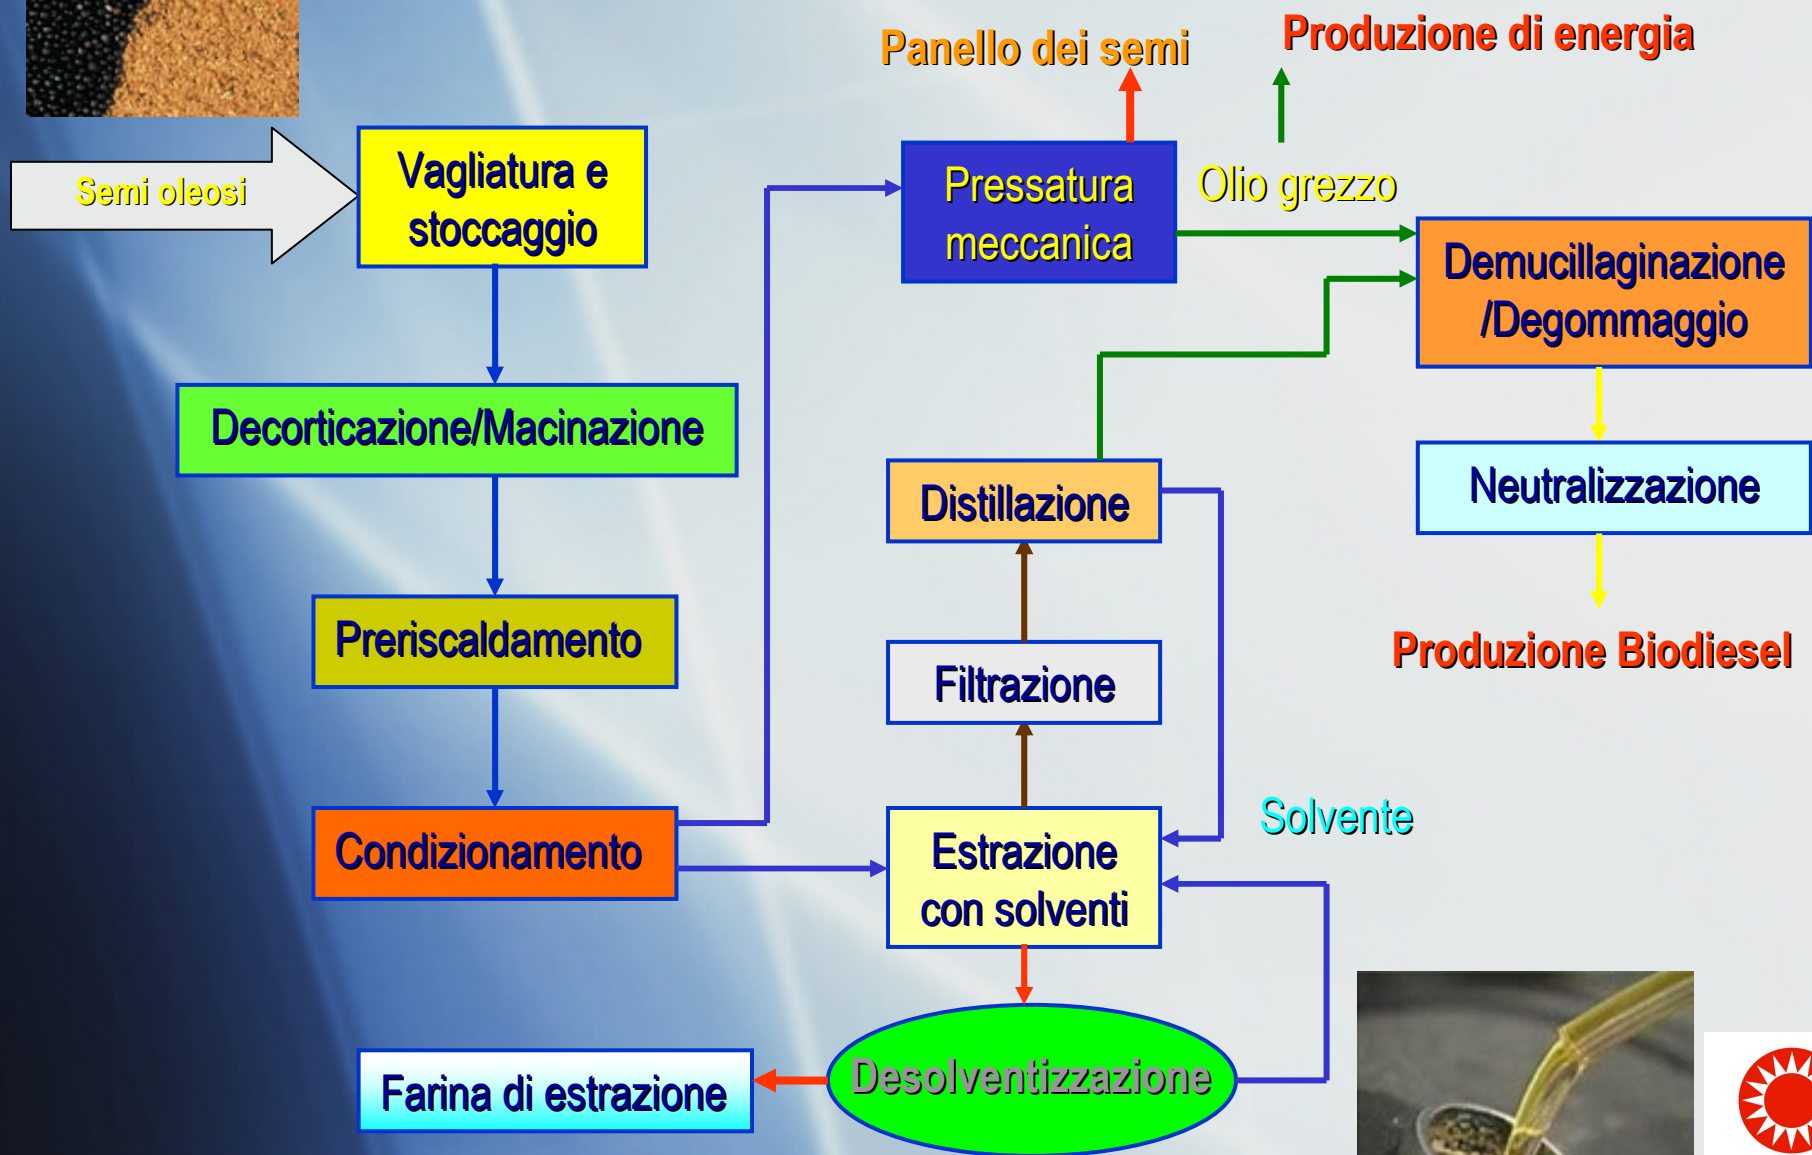 Panello dei semi
Produzione di energia
Semi oleosi
Vagliatura e
stoccaggio
Pressatura
meccanica
Olio grezzo
Demucillaginazione
/Degommaggio
Decorticazione/Macinazione
Distillazione
Neutralizzazione
Preriscaldamento
Filtrazione
Produzione Biodiesel
Condizionamento
Estrazione
con solventi
Solvente
Farina di estrazione
Desolventizzazione